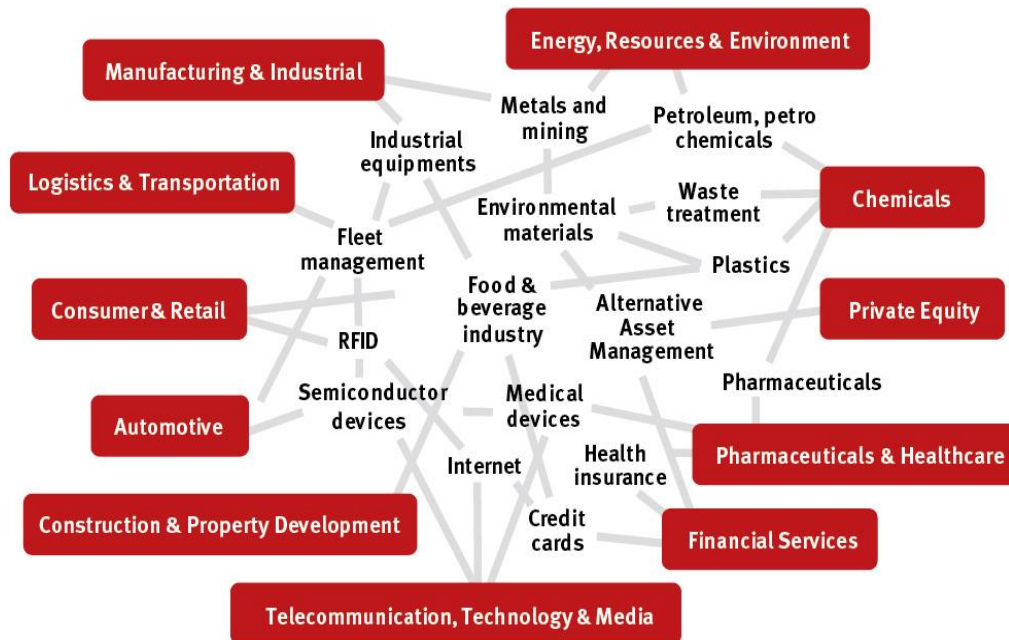 Energy, Resources & Environment
Manufacturing & Industrial
Metals and
mining
Petroleum, petro
chemicals
Industrial
equipments
Logistics & Transportation
Waste
treatment
Chemicals
Environmental
materials
Fleet
management
Plastics
Food &
beverage
industry
Consumer & Retail
Alternative
Asset
Management
Private Equity
RFID
Pharmaceuticals
Semiconductor
devices
Medical
devices
Automotive
Pharmaceuticals & Healthcare
Internet
Health
insurance
Construction & Property Development
Credit
cards
Financial Services
Telecommunication, Technology & Media